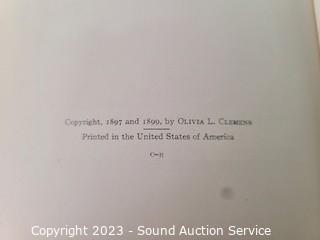 Copyright, 1897 and 1899, by OLIVIA L. CLEMENS
Printed in the United States of America
C-H
Copyright 2023 - Sound Auction Service